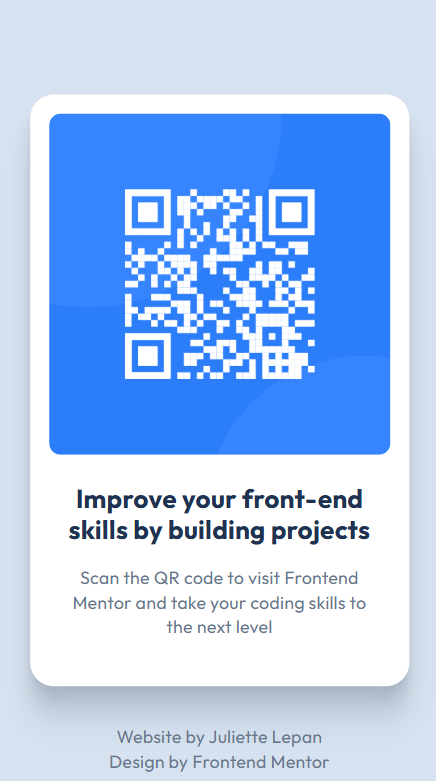 Improve your front-end
skills by building projects
Scan the QR code to visit Frontend
Mentor and take your coding skills to
the next level
Website by Juliette Lepan
Design by Frontend Mentor